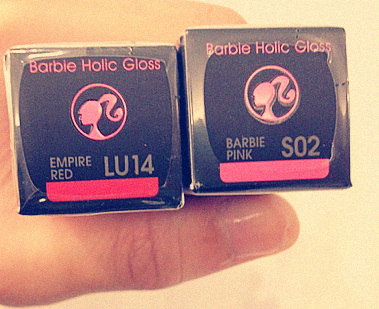 Barbie Holic Gloss
EMPIRE
RED LU14
Barbie Holic Gloss
BARBIE
PINK S02